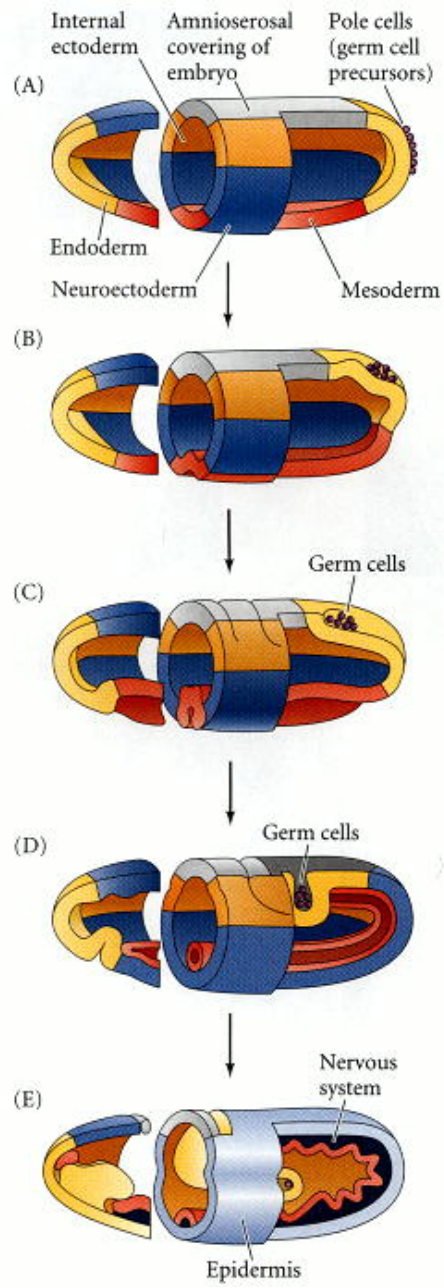 Internal
ectoderm
Amnioserosal
covering of
embryo
Pole cells
(germ cell
precursors)
(A)
Endoderm
Neuroectoderm
Mesoderm
(B)
(C)
Germ cells
(D)
Germ cells
(E)
Nervous
system
Epidermis